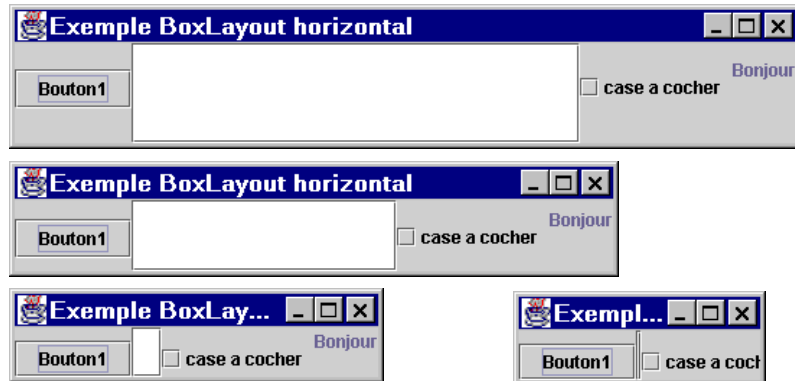 Exemple BoxLayout horizontal
Bonjour
Bouton1
case a cocher
Exemple BoxLayout horizontal
Bonjour
Bouton1
case a cocher
Exemple BoxLay...
Bonjour
Bouton1
case a cocher
Exempl...
Bouton1
case a coch